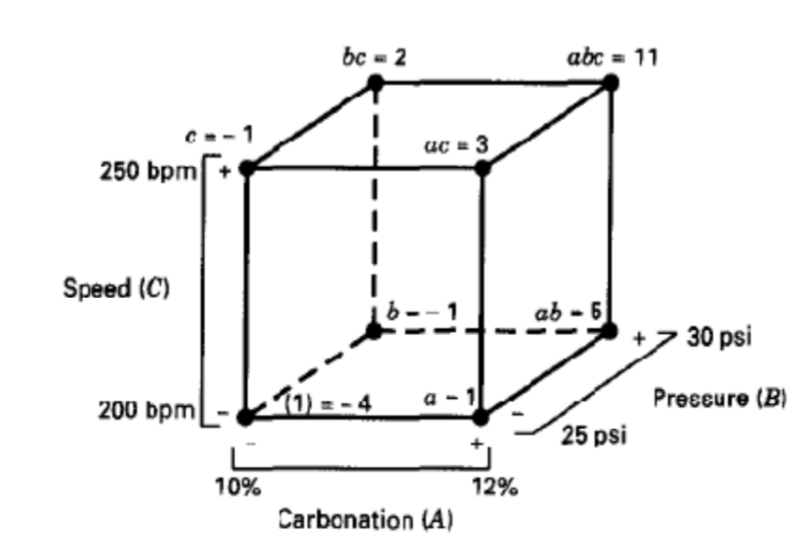 bc = 2
abc = 11
c = - 1
ac = 3
250 bpm
+
Speed (C)
b = - 1
ab = 5
+
30 psi
200 bpm
-
(1) = -4
a - 1
-
Pressure (B)
25 psi
-
+
10%
12%
Carbonation (A)